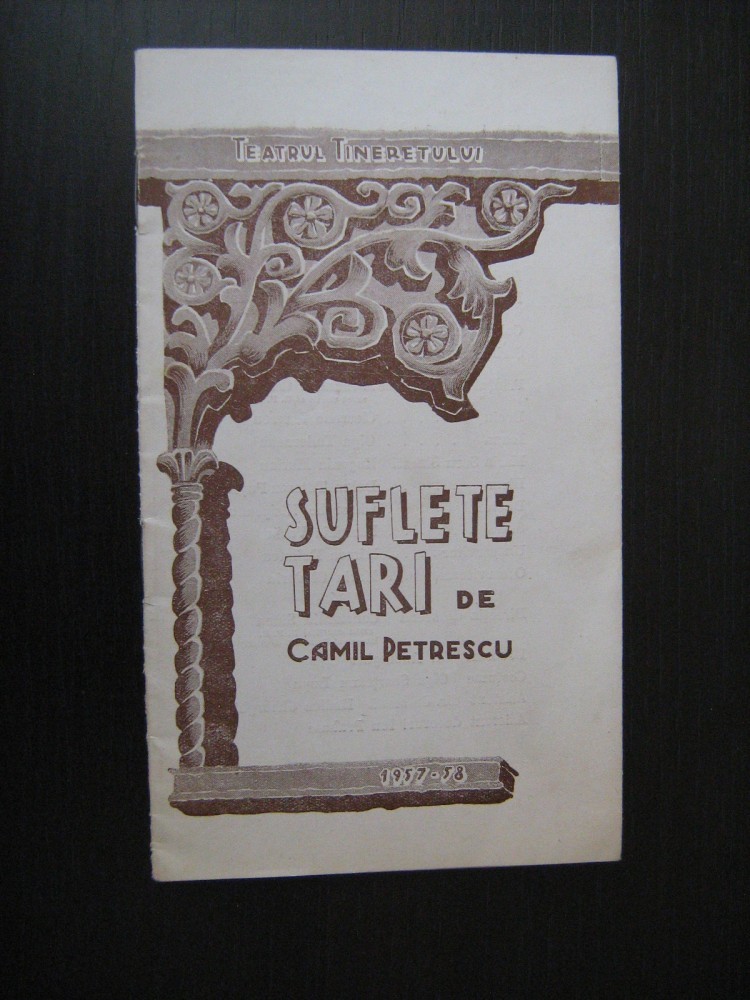 TEATRUL TINERETULUI
SUFLETE
TARI DE
CAMIL PETRESCU
1957-58